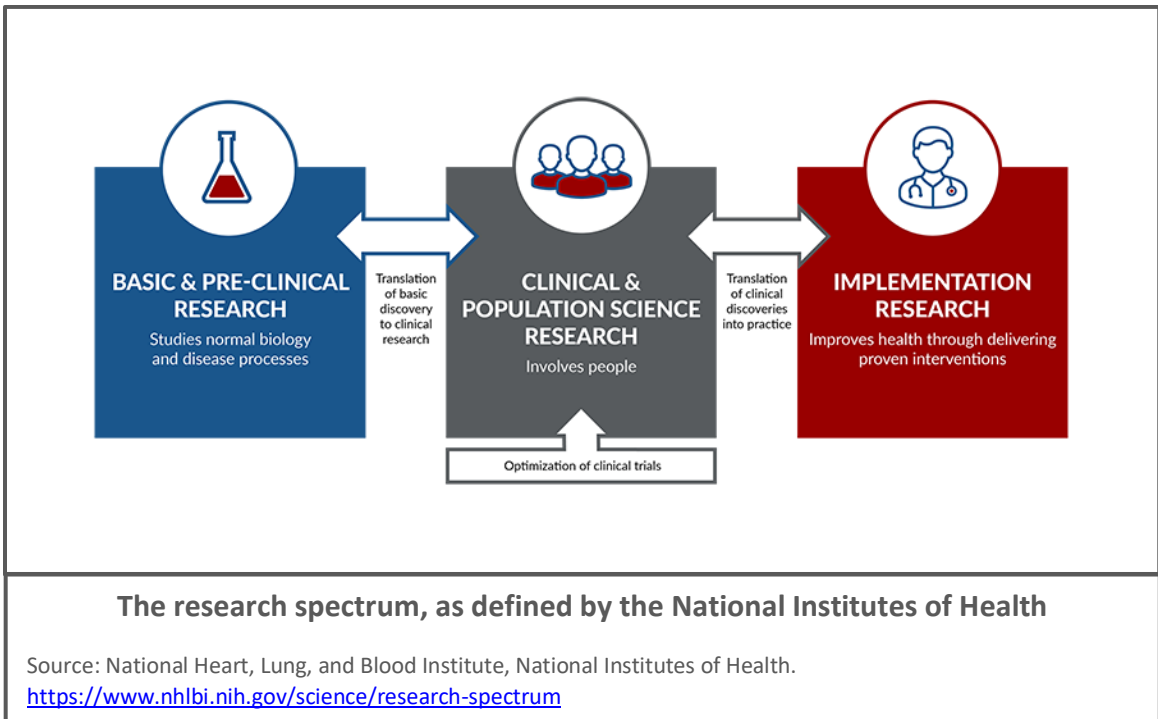 BASIC & PRE-CLINICAL
RESEARCH
Studies normal biology
and disease processes
Translation
of basic
discovery
to clinical
research
CLINICAL &
POPULATION SCIENCE
RESEARCH
Involves people
Optimization of clinical trials
Translation
of clinical
discoveries
into practice
IMPLEMENTATION
RESEARCH
Improves health through delivering
proven interventions
The research spectrum, as defined by the National Institutes of Health
Source: National Heart, Lung, and Blood Institute, National Institutes of Health.
https://www.nhlbi.nih.gov/science/research-spectrum